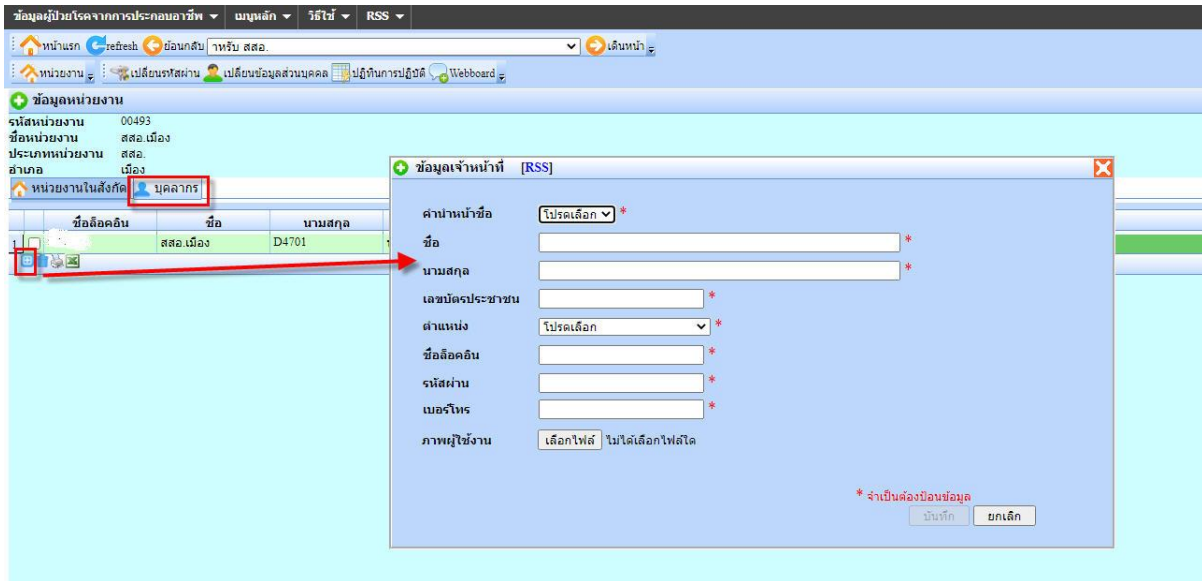 ข้อมูลผู้ป่วยโรคจากการประกอบอาชีพ เมนูหลัก วิธีใช้ RSS
หน้าแรก refresh ย้อนกลับ าหรับ สสอ. เดินหน้า
หน่วยงาน เปลี่ยนรหัสผ่าน เปลี่ยนข้อมูลส่วนบุคคล ปฏิทินการปฏิบัติ Webboard
ข้อมูลหน่วยงาน
รหัสหน่วยงาน 00493
ชื่อหน่วยงาน สสอ.เมือง
ประเภทหน่วยงาน สสอ.
อำเภอ เมือง
หน่วยงานในสังกัด บุคลากร
ชื่อล็อคอิน ชื่อ นามสกุล
1 สสอ.เมือง D4701
ข้อมูลเจ้าหน้าที่ [RSS]
คำนำหน้าชื่อ โปรดเลือก *
ชื่อ *
นามสกุล *
เลขบัตรประชาชน *
ตำแหน่ง โปรดเลือก *
ชื่อล็อคอิน *
รหัสผ่าน *
เบอร์โทร *
ภาพผู้ใช้งาน เลือกไฟล์ ไม่ได้เลือกไฟล์ใด
* จำเป็นต้องป้อนข้อมูล
บันทึก ยกเลิก